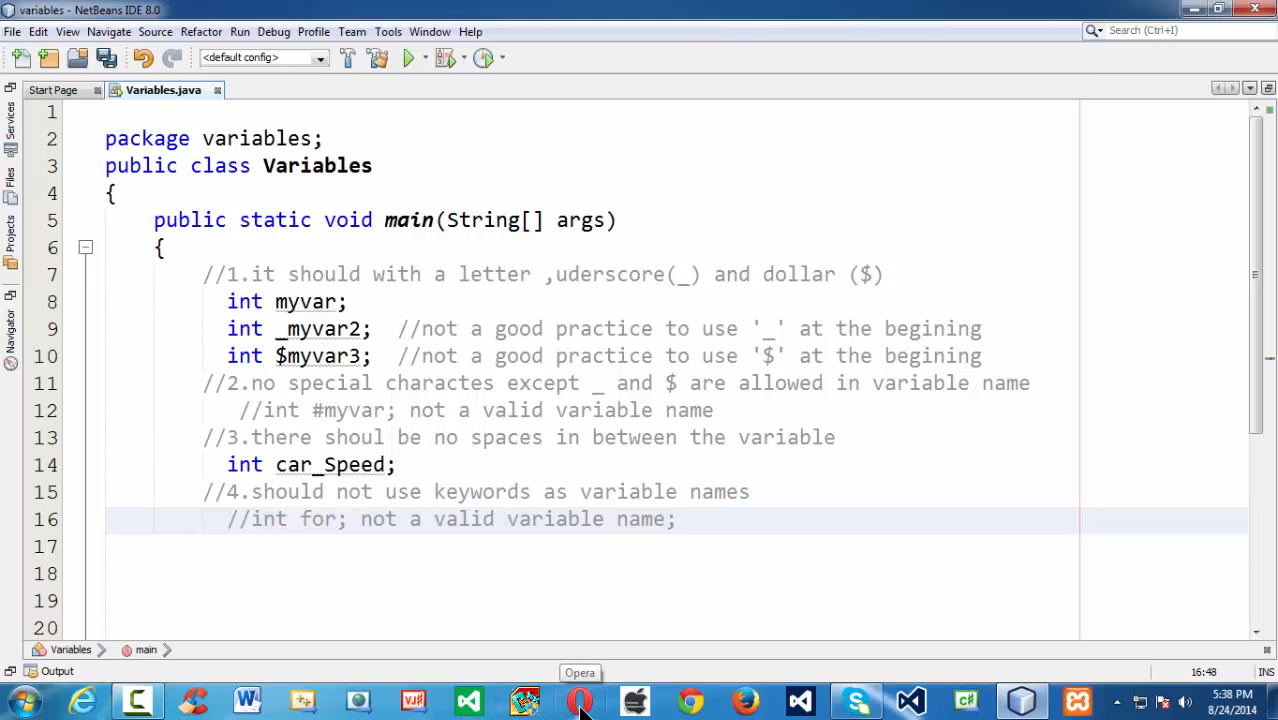 variables - NetBeans IDE 8.0
File Edit View Navigate Source Refactor Run Debug Profile Team Tools Window Help
Search (Ctrl+I)
<default config>
Start Page Variables.java
Services
Files
Projects
Navigator
1
2 package variables;
3 public class Variables
4 {
5 public static void main(String[] args)
6 {
7 //1.it should with a letter ,uderscore(_) and dollar ($)
8 int myvar;
9 int _myvar2; //not a good practice to use '_' at the begining
10 int $myvar3; //not a good practice to use '$' at the begining
11 //2.no special charactes except _ and $ are allowed in variable name
12 //int #myvar; not a valid variable name
13 //3.there shoul be no spaces in between the variable
14 int car_Speed;
15 //4.should not use keywords as variable names
16 //int for; not a valid variable name;
17
18
19
20
Variables main
Output
Opera
16:48 INS
5:38 PM
8/24/2014